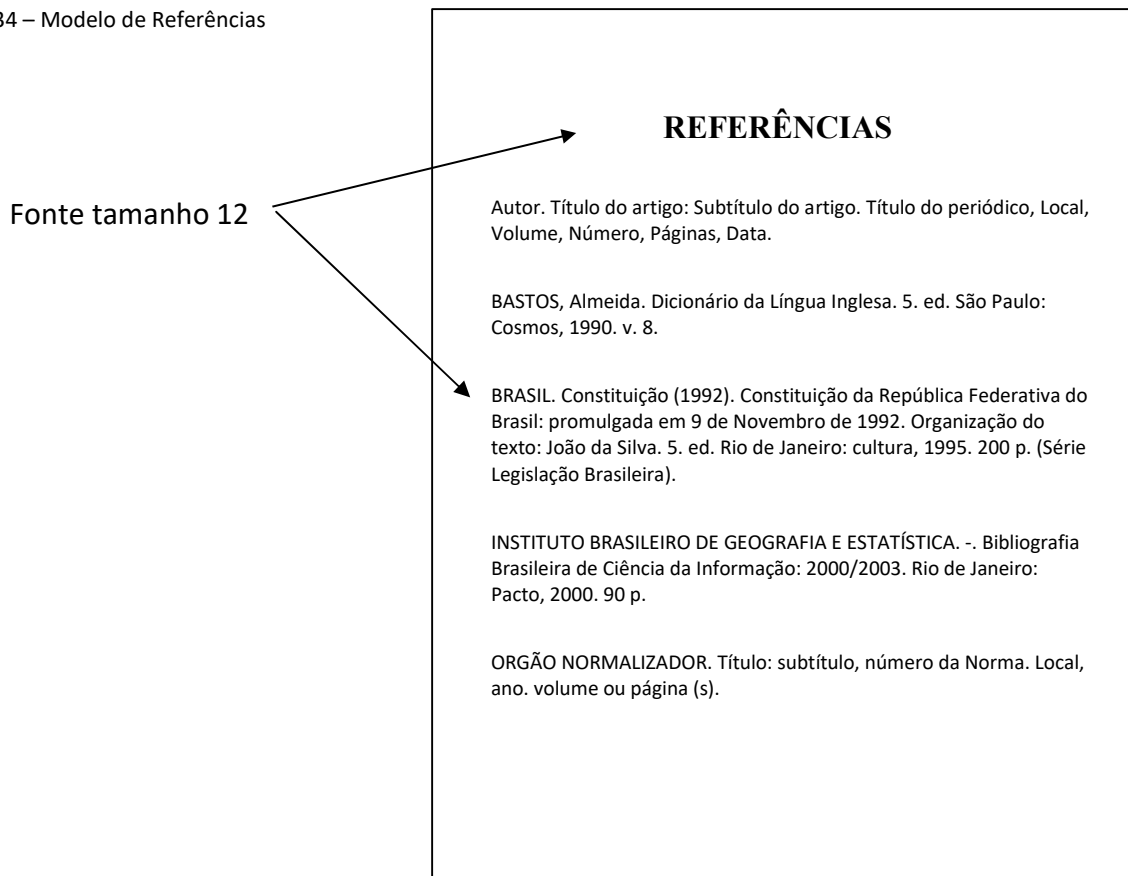 34 – Modelo de Referências
REFERÊNCIAS
Fonte tamanho 12
Autor. Título do artigo: Subtítulo do artigo. Título do periódico, Local,
Volume, Número, Páginas, Data.
BASTOS, Almeida. Dicionário da Língua Inglesa. 5. ed. São Paulo:
Cosmos, 1990. v. 8.
BRASIL. Constituição (1992). Constituição da República Federativa do
Brasil: promulgada em 9 de Novembro de 1992. Organização do
texto: João da Silva. 5. ed. Rio de Janeiro: cultura, 1995. 200 p. (Série
Legislação Brasileira).
INSTITUTO BRASILEIRO DE GEOGRAFIA E ESTATÍSTICA. -. Bibliografia
Brasileira de Ciência da Informação: 2000/2003. Rio de Janeiro:
Pacto, 2000. 90 p.
ORGÃO NORMALIZADOR. Título: subtítulo, número da Norma. Local,
ano. volume ou página (s).